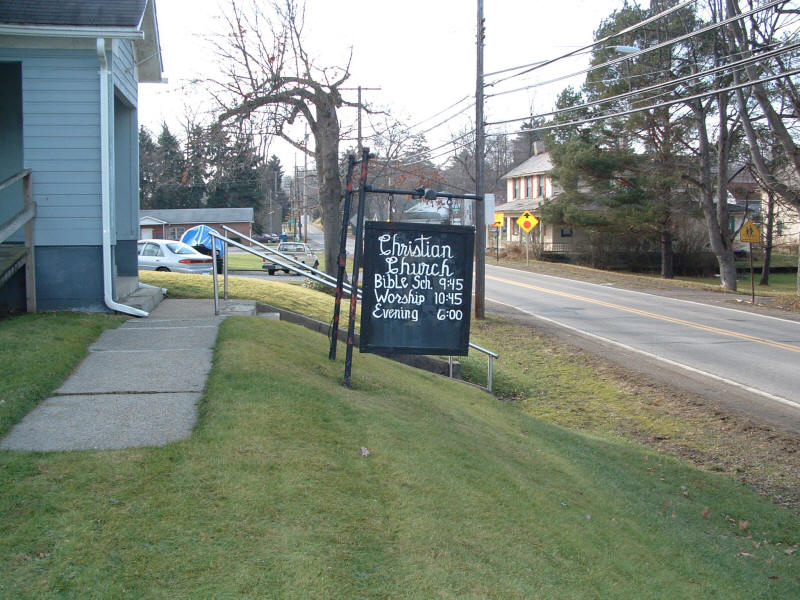 Christian
Church
Bible Sch. 9:45
Worship 10:45
Evening 6:00